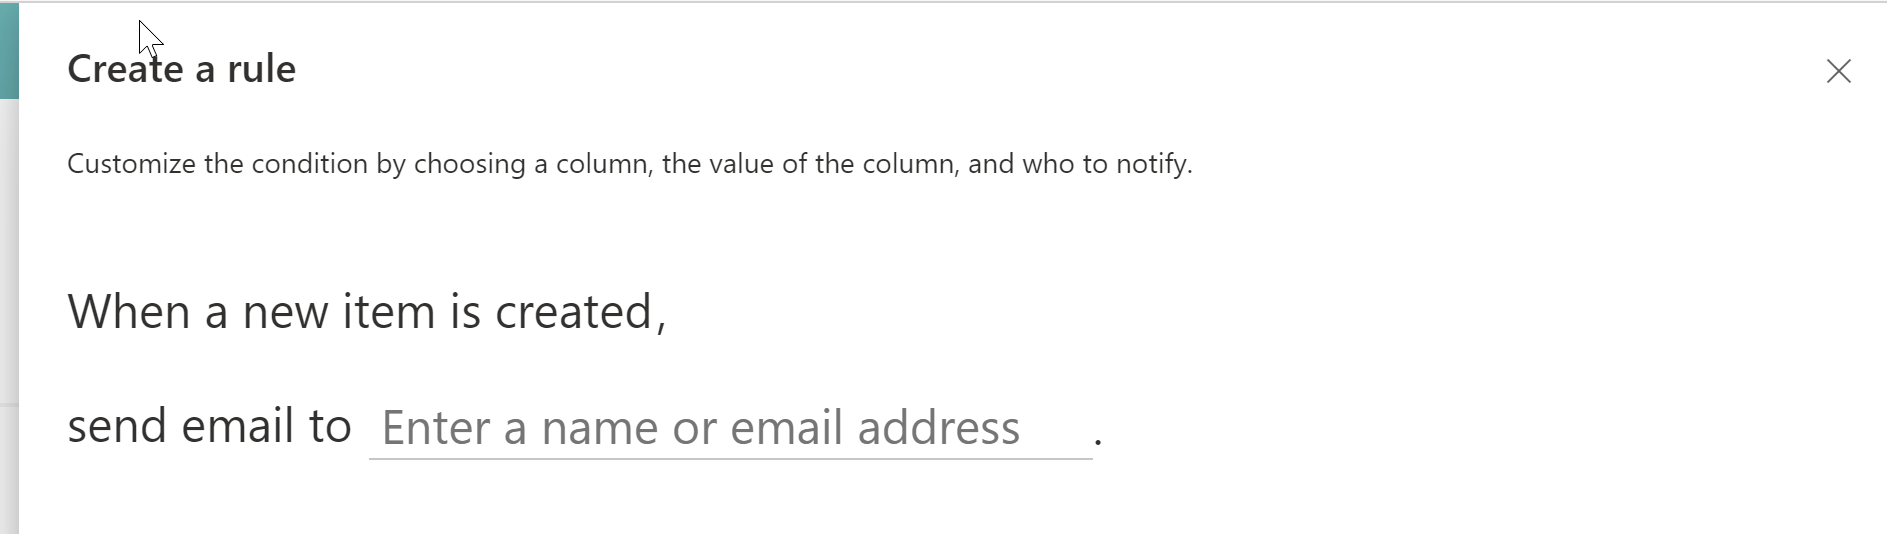 Create a rule
Customize the condition by choosing a column, the value of the column, and who to notify.
When a new item is created,
send email to Enter a name or email address.